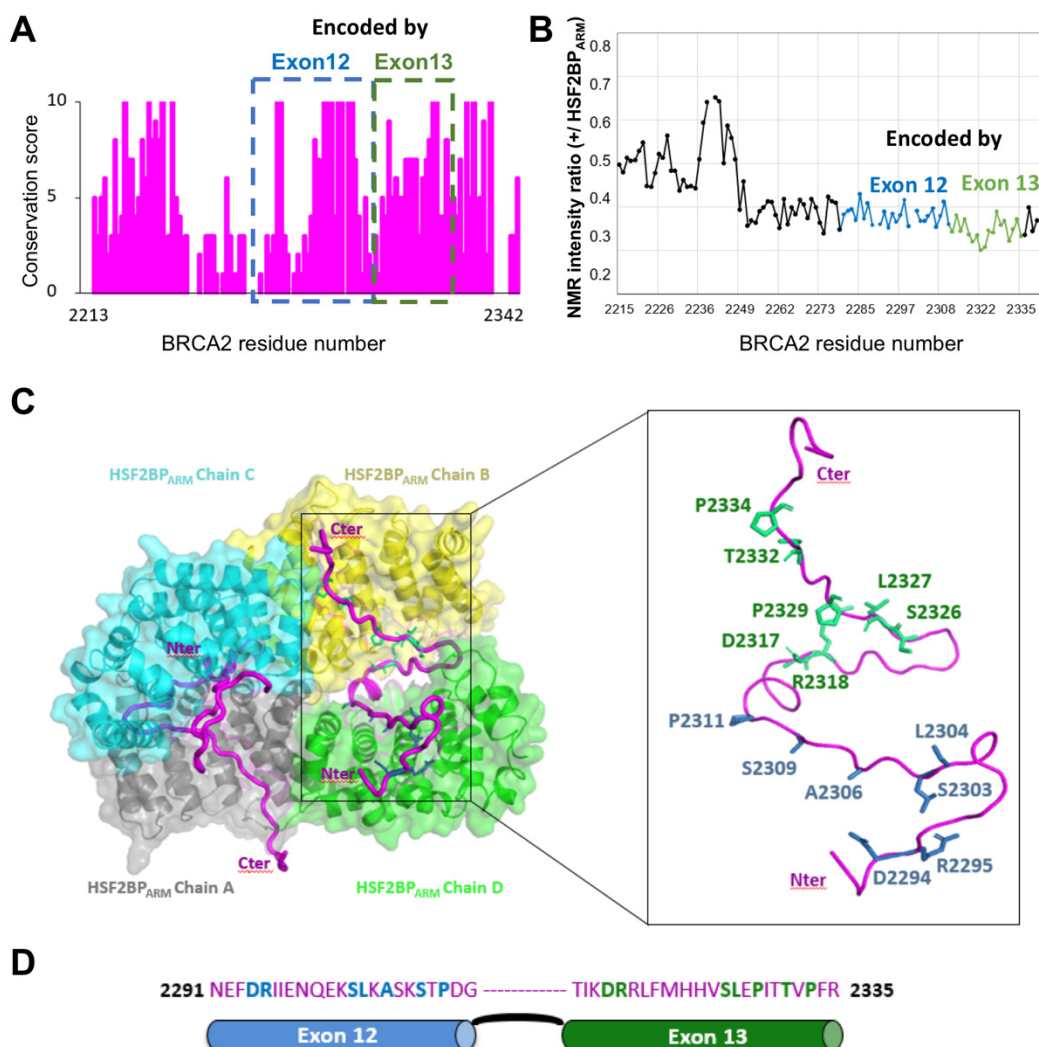 A
Encoded by
Exon12 Exon13
Conservation score
10
5
0
2213 2342
BRCA2 residue number
B
NMR intensity ratio (+/ HSF2BPARM)
0.8
0.7
0.6
0.5
0.4
0.3
0.2
Encoded by
Exon 12 Exon 13
2215 2226 2236 2249 2262 2273 2285 2297 2308 2322 2335
BRCA2 residue number
C
HSF2BPARM Chain C
HSF2BPARM Chain B
Cter
Nter
Nter
Cter
HSF2BPARM Chain A
HSF2BPARM Chain D
Cter
P2334
T2332
L2327
P2329
S2326
D2317
R2318
P2311
L2304
S2309
S2303
A2306
R2295
Nter
D2294
D
2291 NEFDRIIENQEKSLKASKSTPDG ------------ TIKDRRLFMHHVSLEPITTVPFR 2335
Exon 12 Exon 13